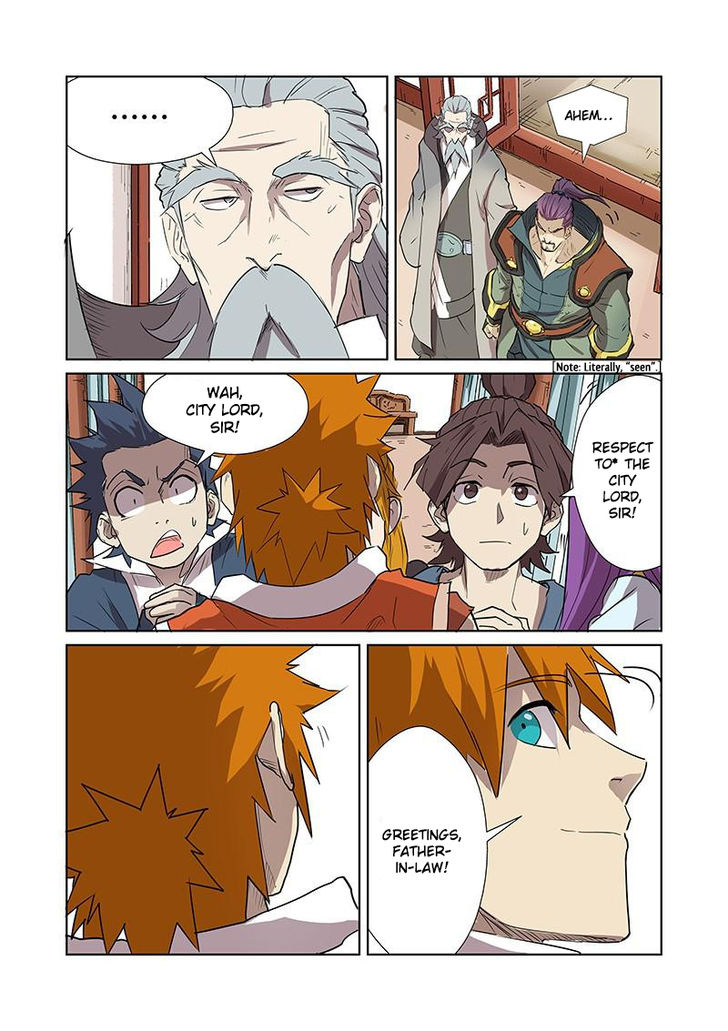 ......
AHEM...
Note: Literally, "seen".
WAH,
CITY LORD,
SIR!
RESPECT
TO* THE
CITY
LORD,
SIR!
GREETINGS,
FATHER-
IN-LAW!